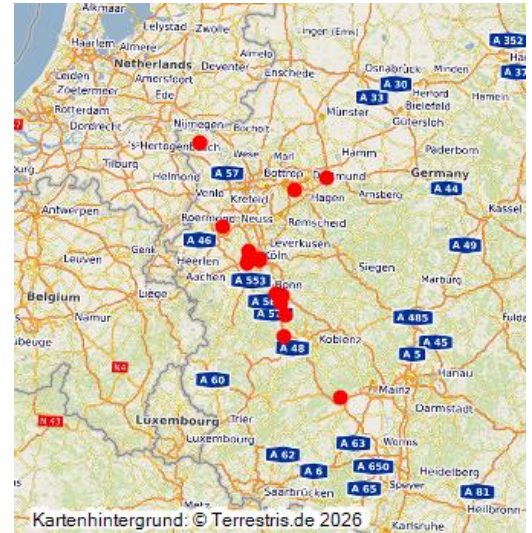 Alkmaar
Lelystad Zwolle
Lingen (Ems)
A 352
Haarlem Almere
Almelo
A 37
Netherlands Deventer
Osnabrück Minden
Leiden Amersfoort
Enschede
A 30
Zoetermeer Ede
Herford Hameln
Rotterdam
A 33
Bielefeld
Dordrecht Nijmegen Bocholt
Münster
Gütersloh
's-Hertogenbosch
Hamm Paderborn
Tilburg
Marl
Helmond
A 57
Bottrop Dortmund
Germany
Venlo
A 44
Krefeld
Hagen Arnsberg
Antwerpen
Roermond Neuss
Remscheid
A 46
Leverkusen
A 49
Genk
Heerlen Köln
Leuven
Siegen
Aachen
Marburg
A 553
Belgium
Liège
Bonn
Namur
A 485
Koblenz
A 48
A 45
N4
A 5
Hanau
A 60
Mainz
Darmstadt
N 43
Luxembourg
Trier
A 63
Worms
Luxembourg
A 62
A 650
A 6
Heidelberg
A 65
Speyer
A 81
Saarbrücken
Metz
Heilbronn
Karlsruhe
Kartenhintergrund: © Terrestris.de 2026